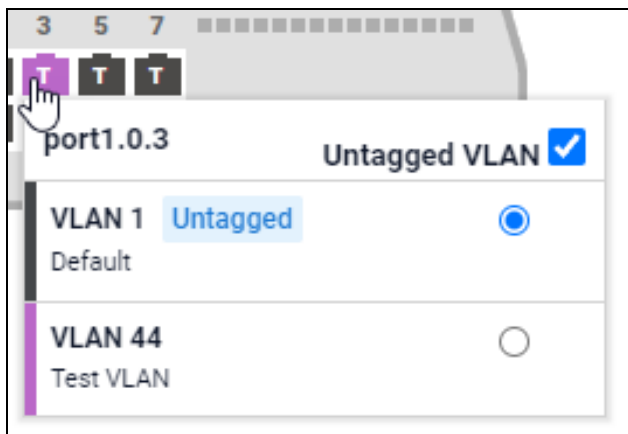 3 5 7
T T T
port1.0.3
Untagged VLAN
VLAN 1 Untagged
Default
VLAN 44
Test VLAN